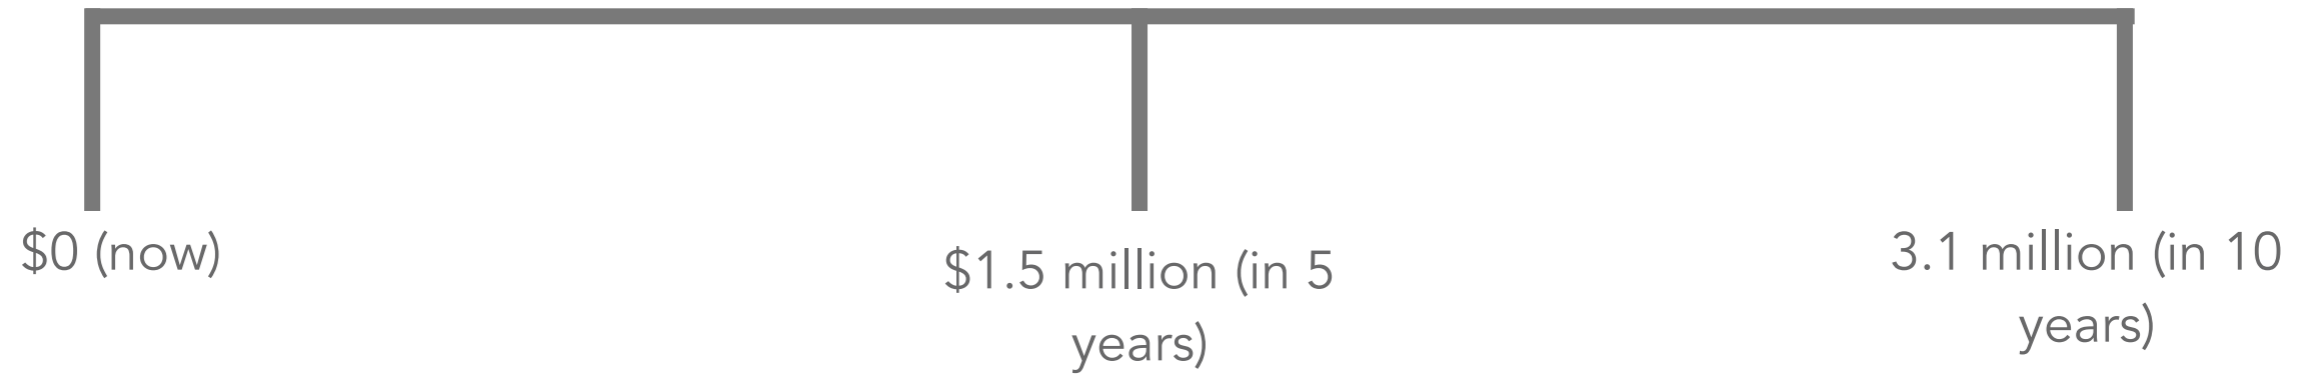 $0 (now)
$1.5 million (in 5
years)
3.1 million (in 10
years)